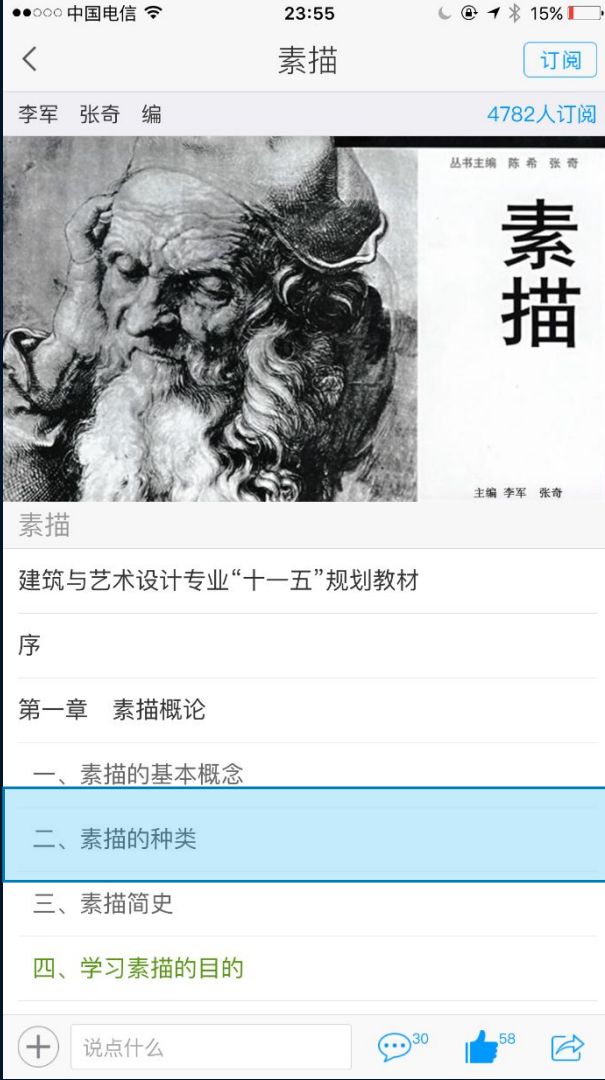 中国电信 23:55 15%
素描 订阅
李军 张奇 编 4782人订阅
丛书主编 陈希 张奇
素描
主编 李军 张奇
素描
建筑与艺术设计专业“十一五”规划教材
序
第一章 素描概论
一、素描的基本概念
二、素描的种类
三、素描简史
四、学习素描的目的
说点什么 30 58